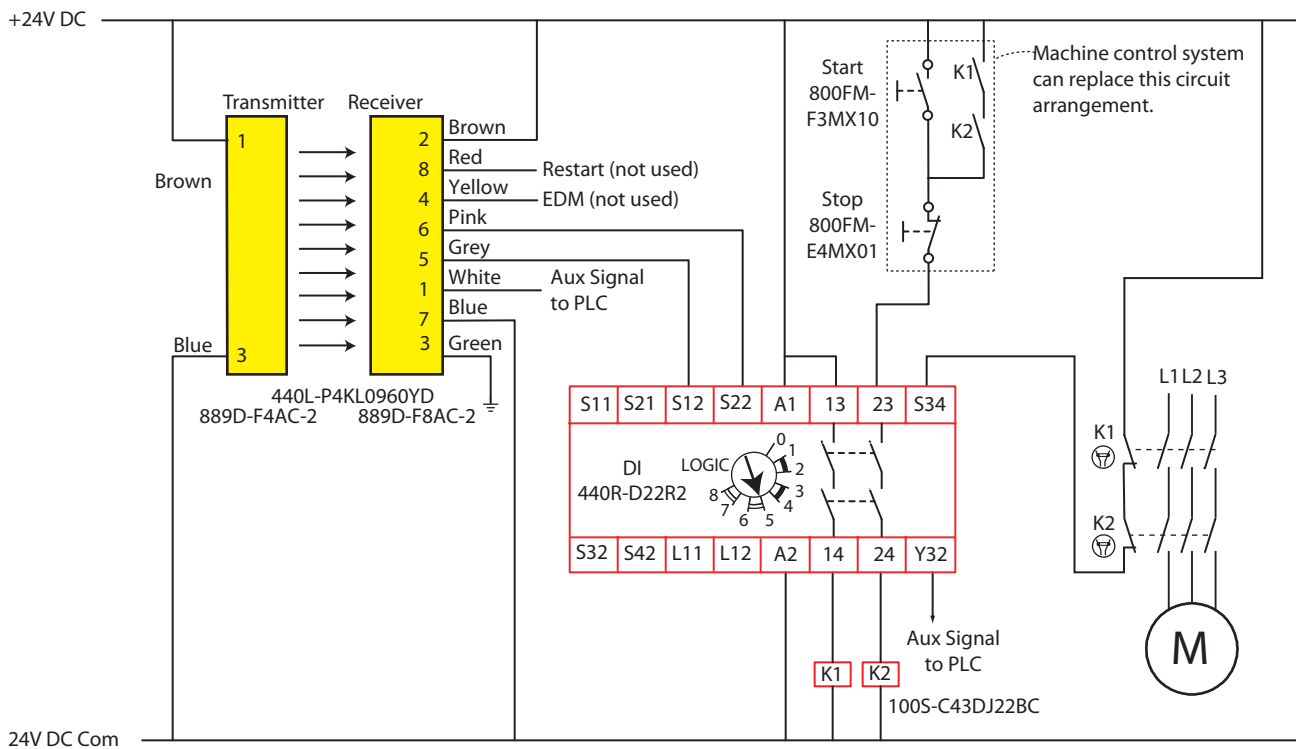 +24V DC
Start
800FM-
F3MX10
K1
K2
Machine control system
can replace this circuit
arrangement.
Stop
800FM-
E4MX01
Transmitter
Receiver
1
Brown
Blue
3
2
Brown
8
Red
Restart (not used)
4
Yellow
EDM (not used)
6
Pink
5
Grey
1
White
Aux Signal
to PLC
7
Blue
3
Green
440L-P4KL0960YD
889D-F4AC-2
889D-F8AC-2
S11
S21
S12
S22
A1
13
23
S34
DI
440R-D22R2
LOGIC
0
1
2
3
4
5
6
7
8
S32
S42
L11
L12
A2
14
24
Y32
Aux Signal
to PLC
K1
K2
100S-C43DJ22BC
L1
L2
L3
K1
K2
M
24V DC Com